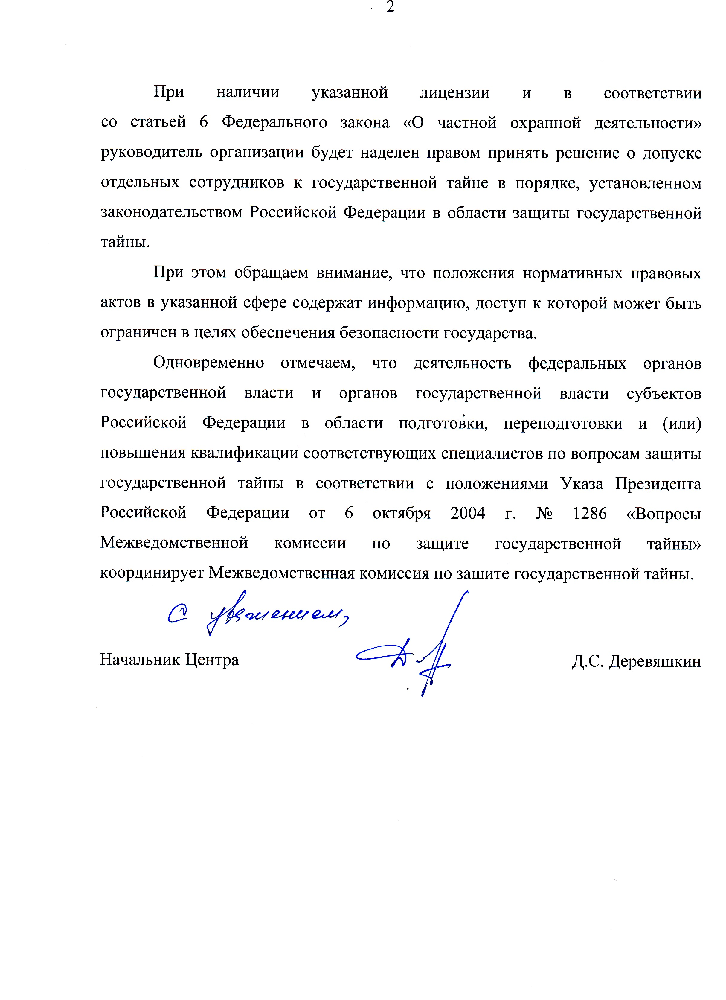 2
При наличии указанной лицензии и в соответствии
со статьей 6 Федерального закона «О частной охранной деятельности»
руководитель организации будет наделен правом принять решение о допуске
отдельных сотрудников к государственной тайне в порядке, установленном
законодательством Российской Федерации в области защиты государственной
тайны.
При этом обращаем внимание, что положения нормативных правовых
актов в указанной сфере содержат информацию, доступ к которой может быть
ограничен в целях обеспечения безопасности государства.
Одновременно отмечаем, что деятельность федеральных органов
государственной власти и органов государственной власти субъектов
Российской Федерации в области подготовки, переподготовки и (или)
повышения квалификации соответствующих специалистов по вопросам защиты
государственной тайны в соответствии с положениями Указа Президента
Российской Федерации от 6 октября 2004 г. № 1286 «Вопросы
Межведомственной комиссии по защите государственной тайны»
координирует Межведомственная комиссия по защите государственной тайны.
С уважением,
Начальник Центра Д.С. Деревяшкин